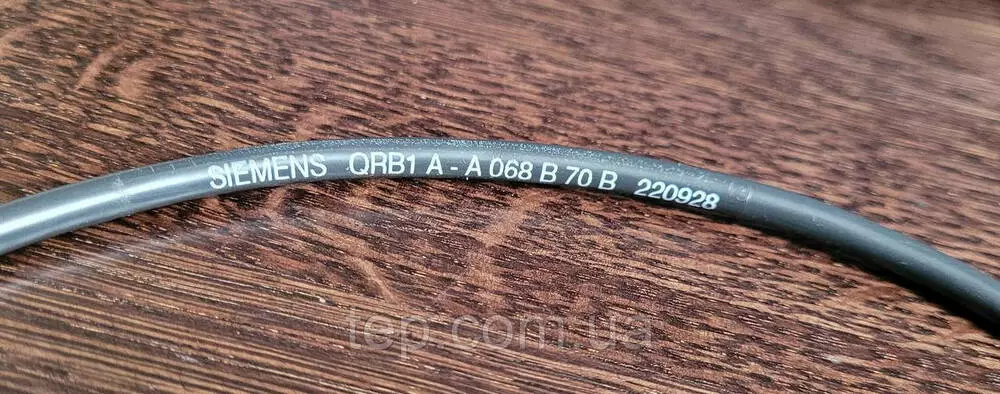 SIEMENS QRB1 A - A 068 B 70 B 220928
tep.com.ua